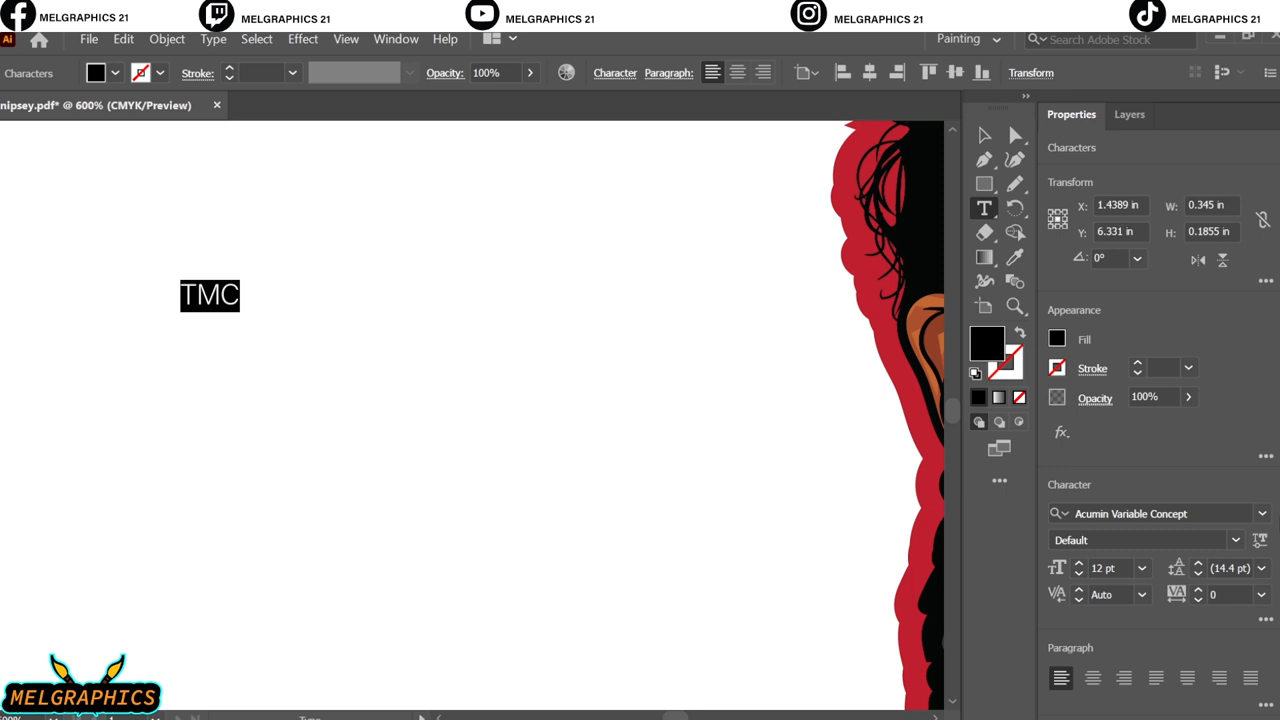 MELGRAPHICS 21 MELGRAPHICS 21 MELGRAPHICS 21 MELGRAPHICS 21 MELGRAPHICS 21
Ai File Edit Object Type Select Effect View Window Help Painting Search Adobe Stock
Characters Stroke: Opacity: 100% Character Paragraph: Transform
nipsey.pdf* @ 600% (CMYK/Preview)
Properties Layers
Characters
Transform
X: 1.4389 in W: 0.345 in
Y: 6.331 in H: 0.1855 in
0°
TMC
Appearance
Fill
Stroke
Opacity 100%
fx
Character
Acumin Variable Concept
Default
12 pt (14.4 pt)
Auto 0
Paragraph
MELGRAPHICS